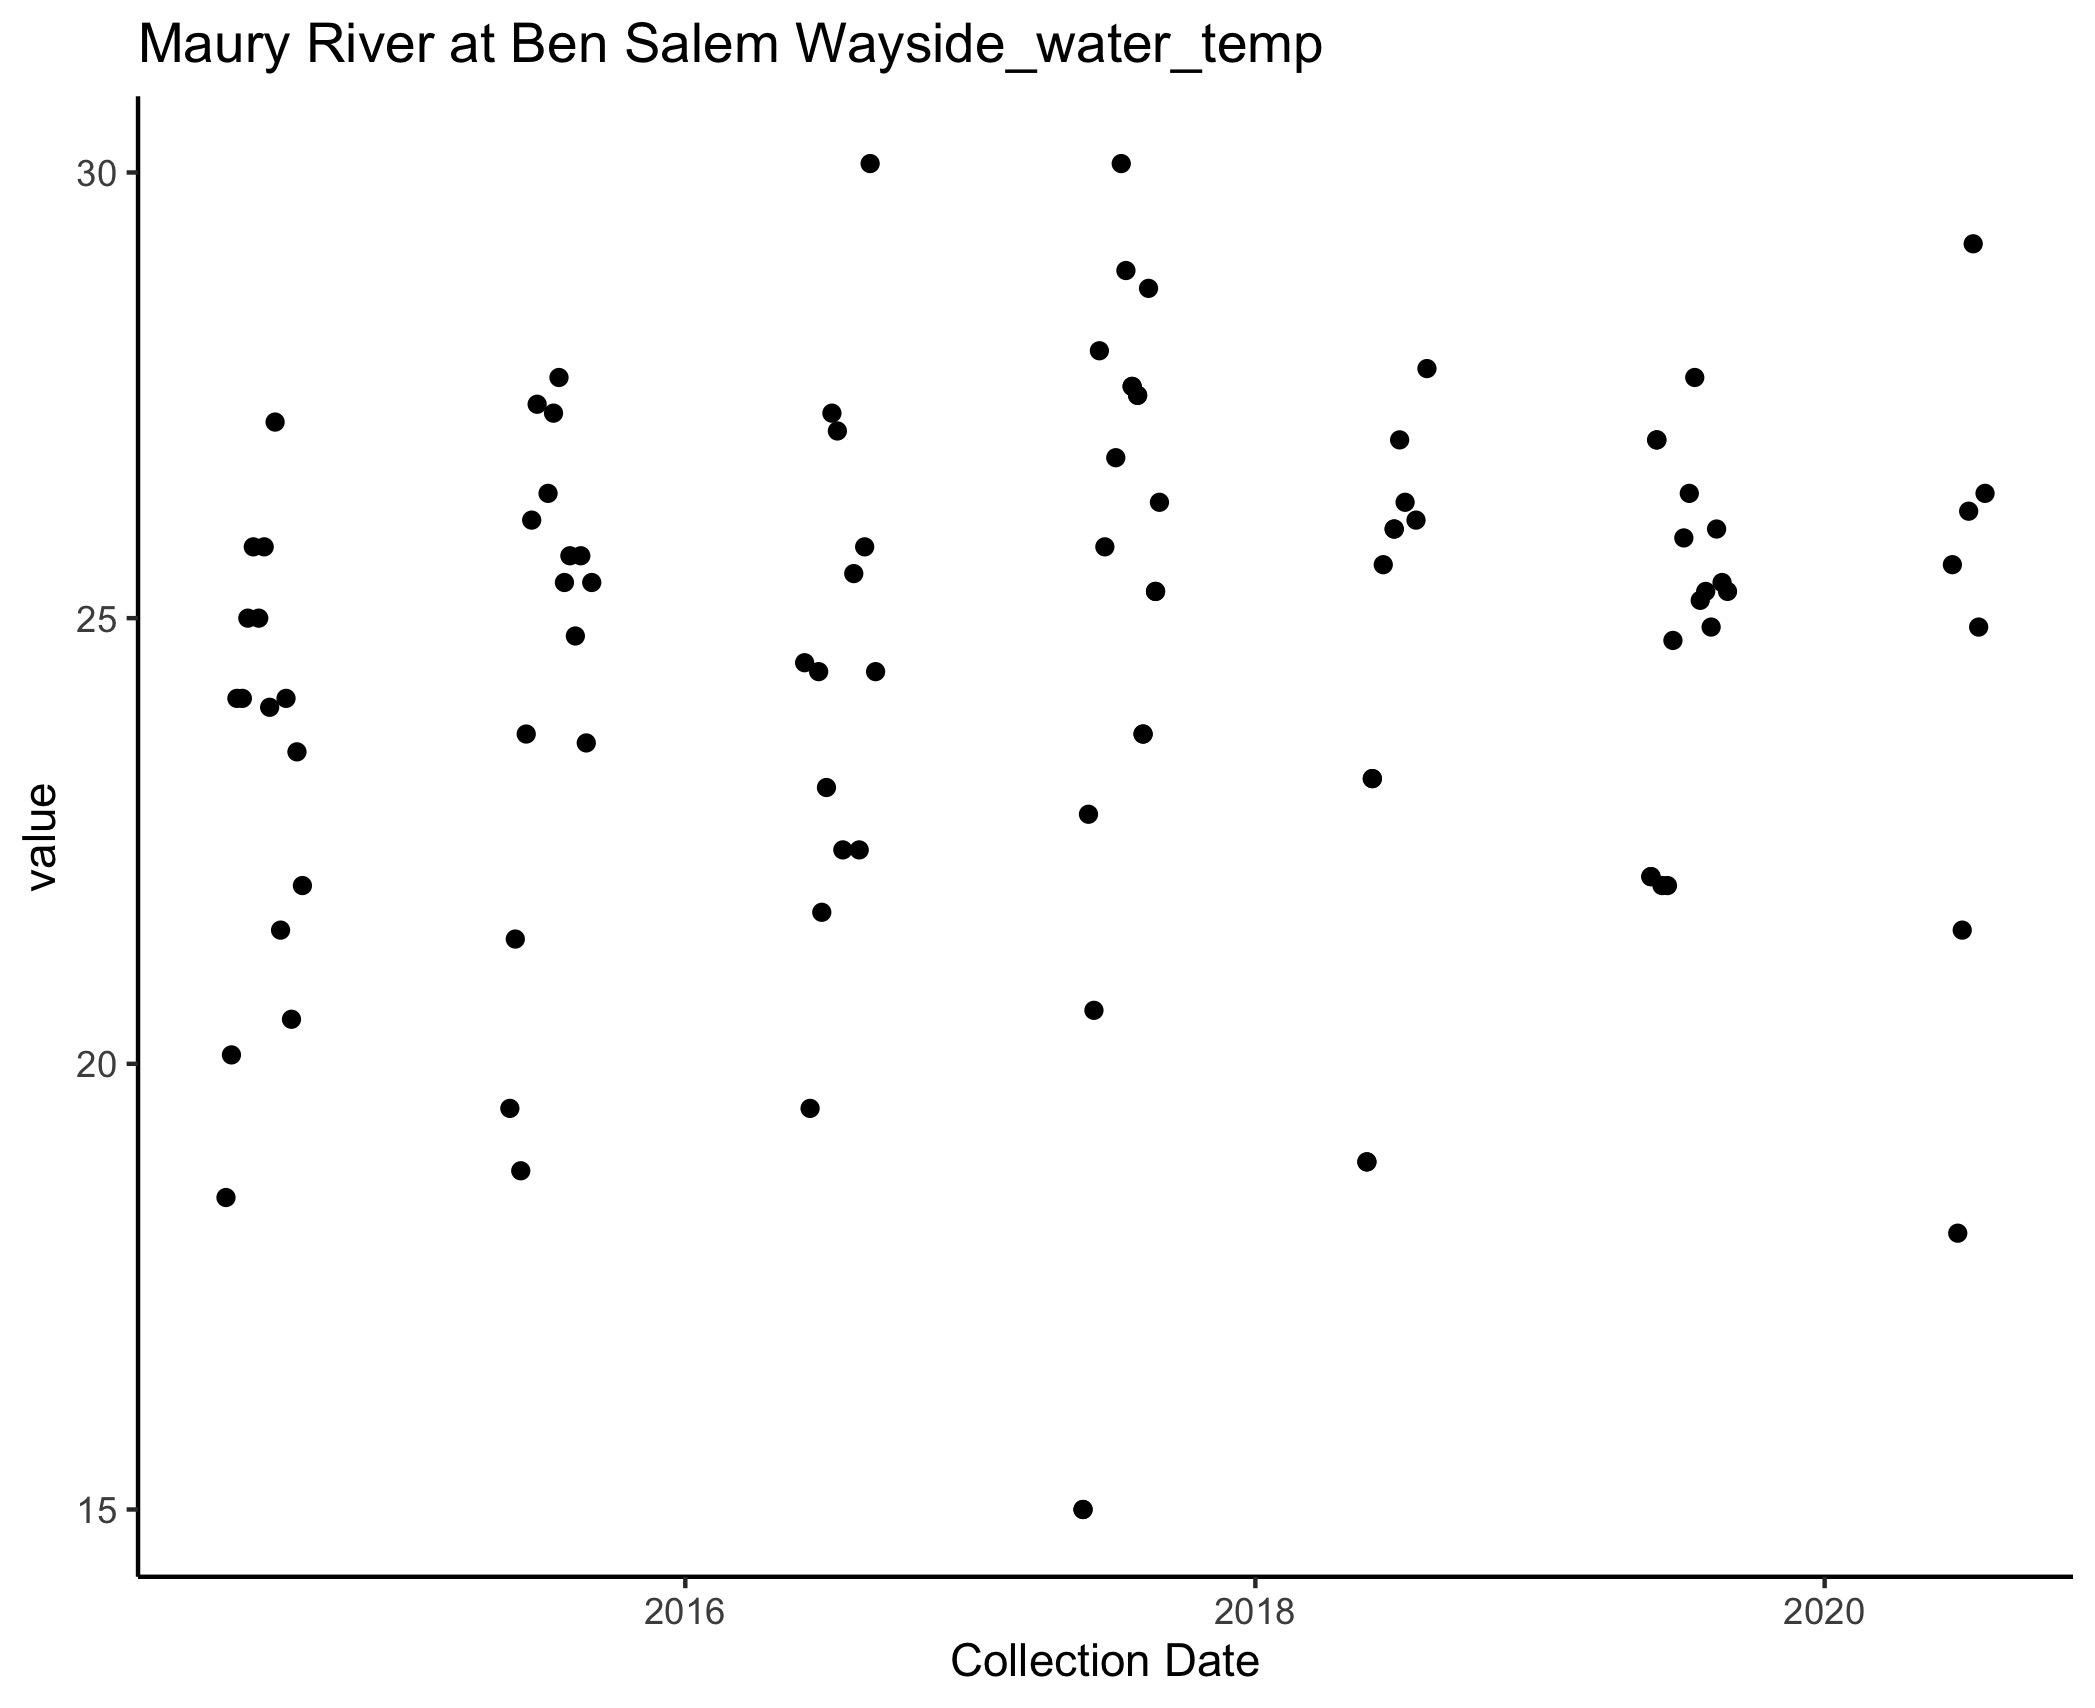 Maury River at Ben Salem Wayside_water_temp
30
25
20
15
value
2016
2018
2020
Collection Date